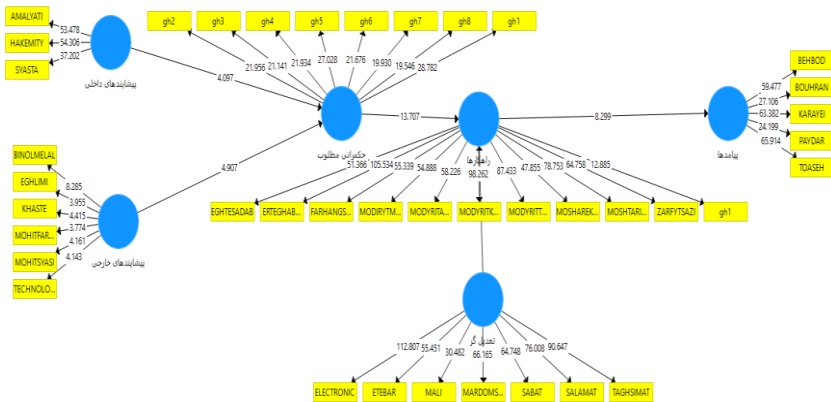 AMALYATI
HAKEMITY
SYASTA
53.478
54.306
37.202
پیشایندهای داخلی
4.097
gh2
gh3
gh4
gh5
gh6
gh7
gh8
gh1
21.956
21.141
21.934
27.028
21.676
19.930
19.546
28.782
حکمرانی مطلوب
13.707
راهکارها
8.299
پیامدها
BEHBOD
BOUHRAN
KARAYEI
PAYDAR
TOASEH
59.477
27.106
63.382
24.199
65.914
BINOLMELAL
EGHLIMI
KHASTE
MOHITFAR...
MOHITSYASI
TECHNOLO...
8.285
3.955
4.415
3.774
4.161
4.143
پیشایندهای خارجی
4.907
51.366
105.534
55.339
54.888
58.226
98.262
87.433
47.855
78.753
64.758
12.885
EGHTESADAB
ERTEGHAB...
FARHANGS...
MODIRYTM...
MODYRITA...
MODYRITK...
MODYRITT...
MOSHAREK...
MOSHTARI...
ZARFYTSAZI
gh1
تعدیل گر
112.807
55.451
30.482
66.165
64.748
76.008
90.647
ELECTRONIC
ETEBAR
MALI
MARDOMS...
SABAT
SALAMAT
TAGHSIMAT